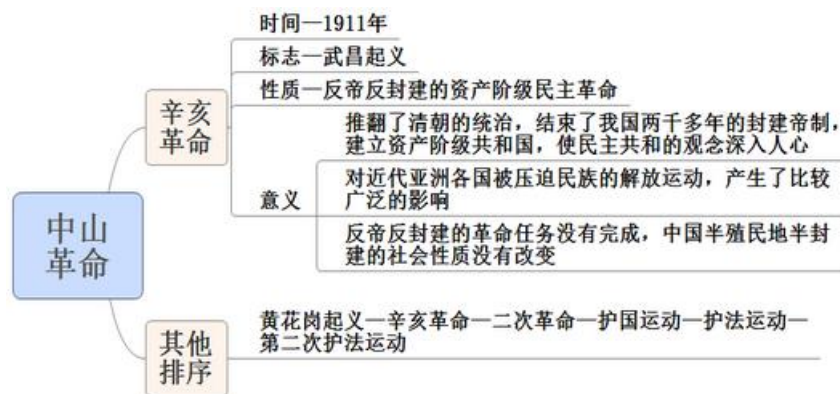 中山
革命
辛亥
革命
时间—1911年
标志—武昌起义
性质—反帝反封建的资产阶级民主革命
意义
推翻了清朝的统治，结束了我国两千多年的封建帝制，
建立资产阶级共和国，使民主共和的观念深入人心
对近代亚洲各国被压迫民族的解放运动，产生了比较
广泛的影响
反帝反封建的革命任务没有完成，中国半殖民地半封
建的社会性质没有改变
其他
排序
黄花岗起义—辛亥革命—二次革命—护国运动—护法运动—
第二次护法运动